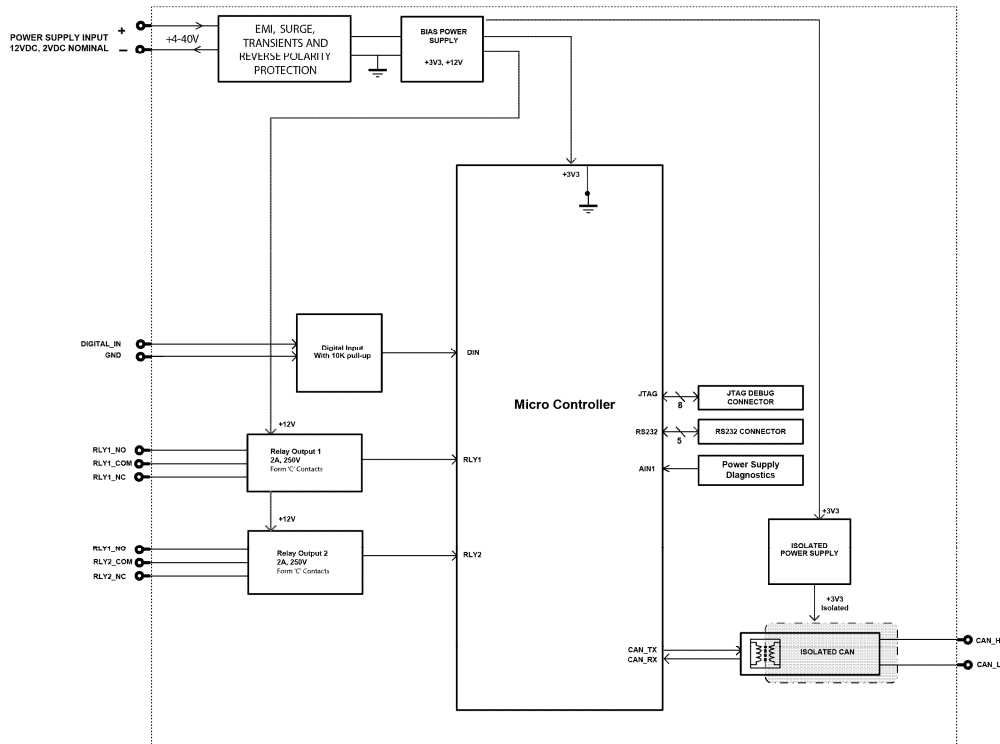 POWER SUPPLY INPUT
12VDC, 2VDC NOMINAL
+
–
+4-40V
EMI, SURGE,
TRANSIENTS AND
REVERSE POLARITY
PROTECTION
BIAS POWER
SUPPLY
+3V3, +12V
+3V3
DIGITAL_IN
GND
Digital Input
With 10K pull-up
DIN
Micro Controller
JTAG
8
JTAG DEBUG
CONNECTOR
RS232
5
RS232 CONNECTOR
AIN1
Power Supply
Diagnostics
+12V
RLY1_NO
RLY1_COM
RLY1_NC
Relay Output 1
2A, 250V
Form 'C' Contacts
RLY1
+12V
RLY1_NO
RLY2_COM
RLY2_NC
Relay Output 2
2A, 250V
Form 'C' Contacts
RLY2
+3V3
ISOLATED
POWER SUPPLY
+3V3
Isolated
CAN_TX
CAN_RX
ISOLATED CAN
CAN_H
CAN_L